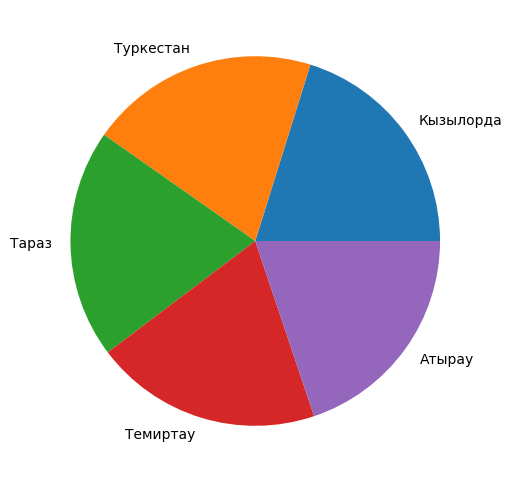 Туркестан
Кызылорда
Тараз
Атырау
Темиртау